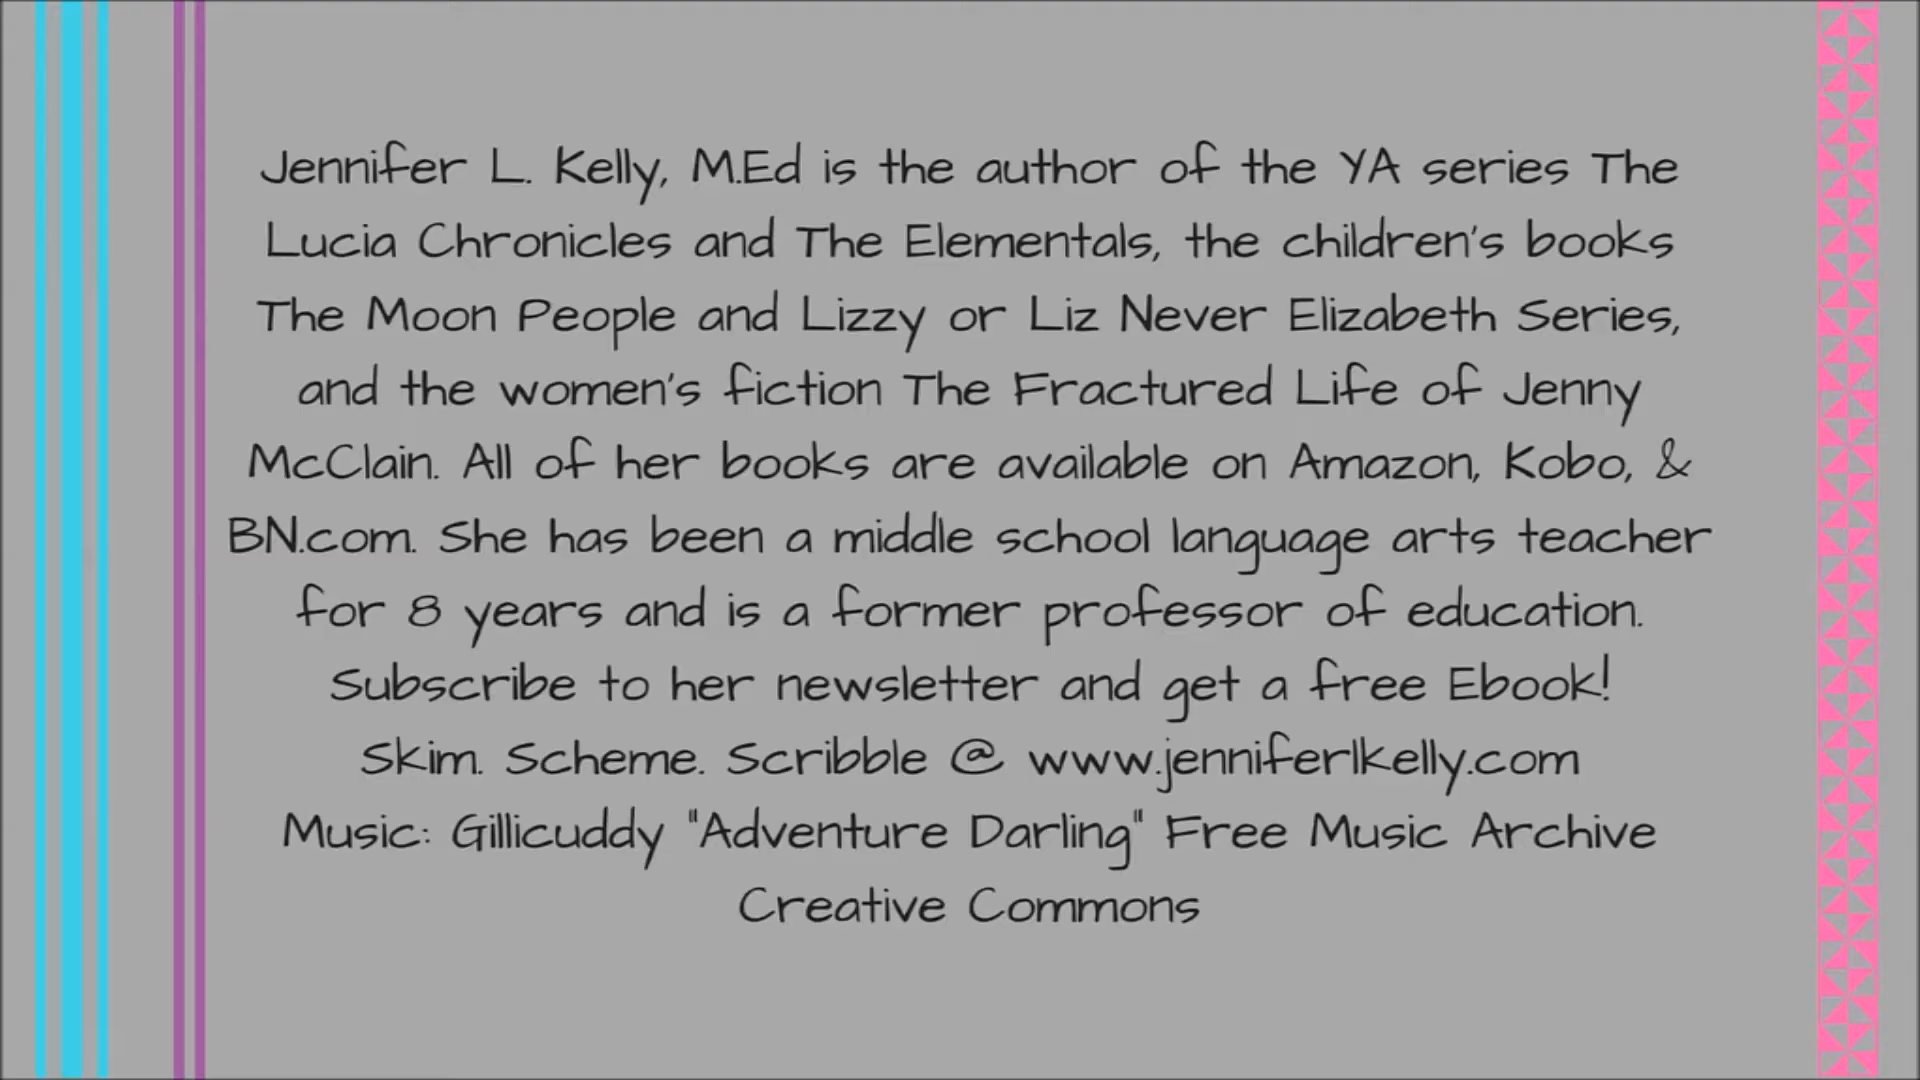 Jennifer L. Kelly, M.Ed is the author of the YA series The
Lucia Chronicles and The Elementals, the children's books
The Moon People and Lizzy or Liz Never Elizabeth Series,
and the women's fiction The Fractured Life of Jenny
McClain. All of her books are available on Amazon, Kobo, &
BN.com. She has been a middle school language arts teacher
for 8 years and is a former professor of education.
Subscribe to her newsletter and get a free Ebook!
Skim. Scheme. Scribble @ www.jenniferlkelly.com
Music: Gillicuddy "Adventure Darling" Free Music Archive
Creative Commons